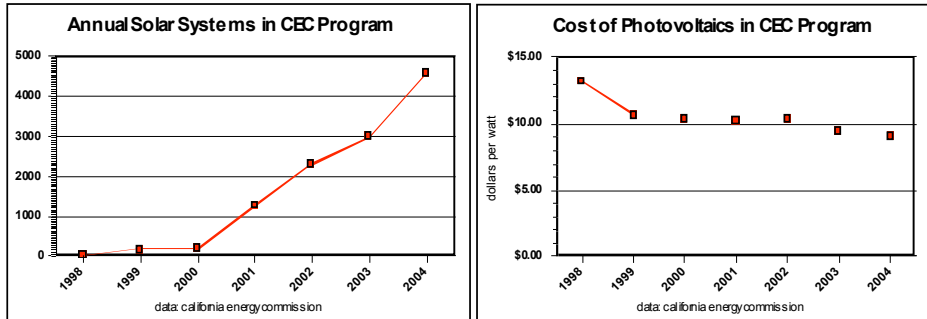 Annual Solar Systems in CEC Program
5000
4000
3000
2000
1000
0
1998 1999 2000 2001 2002 2003 2004
data: california energy commission
Cost of Photovoltaics in CEC Program
$15.00
$10.00
$5.00
$0.00
dollars per watt
1998 1999 2000 2001 2002 2003 2004
data: california energy commission